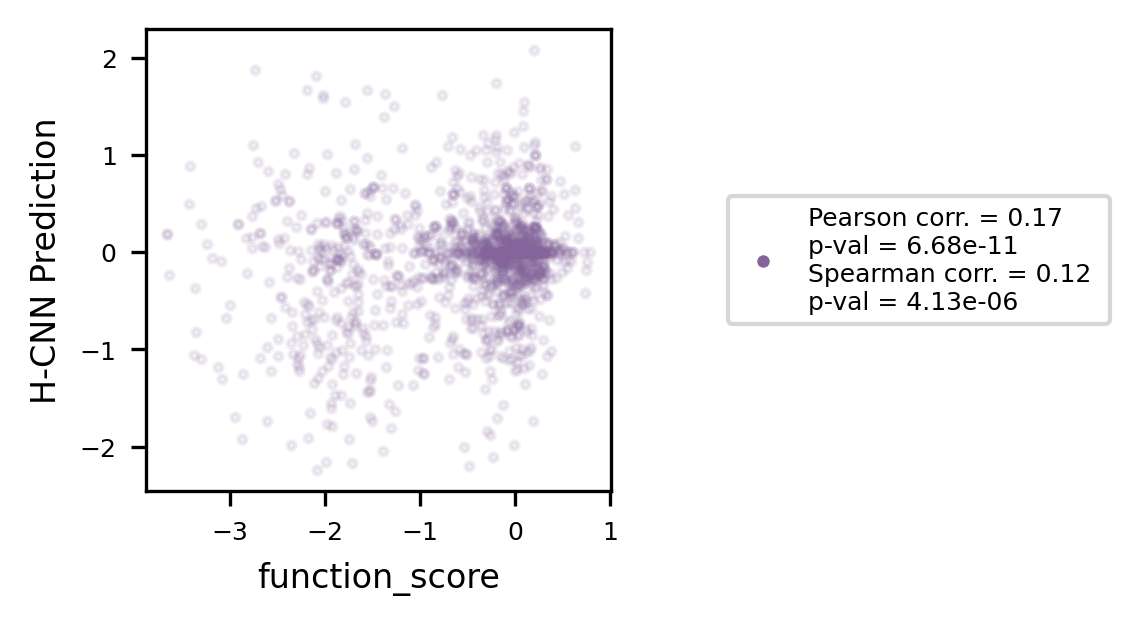 2
1
0
−1
−2
H-CNN Prediction
−3 −2 −1 0 1
function_score
Pearson corr. = 0.17
p-val = 6.68e-11
Spearman corr. = 0.12
p-val = 4.13e-06